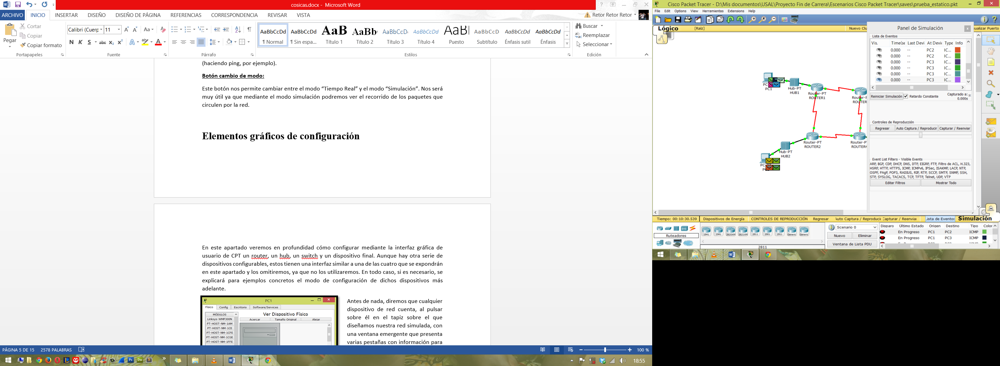 cosicas.docx - Microsoft Word
ARCHIVO INICIO INSERTAR DISEÑO DISEÑO DE PÁGINA REFERENCIAS CORRESPONDENCIA REVISAR VISTA Retor Retor Retor
Pegar
Cortar
Copiar
Copiar formato
Portapapeles
Calibri (Cuerp 11
N K S abc X₂ X²
Fuente
Párrafo
AaBbCcDd AaBbCcDd AaB AaBb AaBbCcD AaBbCcDd AaBl AaBbCcD AaBbCcDd AaBbCcDd
¶ Normal ¶ Sin espa... Título 1 Título 2 Título 3 Título 4 Puesto Subtítulo Énfasis sutil Énfasis
Estilos
Buscar
Reemplazar
Seleccionar
Edición
(haciendo ping, por ejemplo).
Botón cambio de modo:
Este botón nos permite cambiar entre el modo “Tiempo Real” y el modo “Simulación”. Nos será
muy útil ya que mediante el modo simulación podremos ver el recorrido de los paquetes que
circulen por la red.
Elementos gráficos de configuración
En este apartado veremos en profundidad cómo configurar mediante la interfaz gráfica de
usuario de CPT un router, un hub, un switch y un dispositivo final. Aunque hay otra serie de
dispositivos configurables, estos tienen una interfaz similar a una de las cuatro que se expondrán
en este apartado y los omitiremos, ya que no los utilizaremos. En todo caso, si es necesario, se
explicará para ejemplos concretos el modo de configuración de dichos dispositivos más
adelante.
PC1
Físico Config Escritorio Software/Services
MÓDULOS
Linksys-WMP300N
PT-HOST-NM-1AM
PT-HOST-NM-1CE
PT-HOST-NM-1CFE
PT-HOST-NM-1CGE
PT-HOST-NM-1FFE
Ver Dispositivo Físico
Acercar Tamaño Original Alejar
Antes de nada, diremos que cualquier
dispositivo de red cuenta, al pulsar
sobre él en el tapiz sobre el que
diseñamos nuestra red simulada, con
una ventana emergente que presenta
varias pestañas con información para
PÁGINA 5 DE 15 2578 PALABRAS 100 %
18:55
Cisco Packet Tracer - D:\Mis documentos\USAL\Proyecto Fin de Carrera\Escenarios Cisco Packet Tracer\saves\prueba_estatico.pkt
File Edit Options View Herramientas Extensions Help
Lógico [Raíz] Nuevo Clu
ualizar Puerto
PC1
Hub-PT
HUB1
Router-PT
ROUTER1
Router-P
ROUTER
Router-PT
ROUTER2
Router-P
ROUTER4
Hub-PT
HUB2
Panel de Simulación
Lista de Eventos
Vis. Time(se Last Devi At Devi Type Info
0.000 -- PC2 IC...
0.000 -- PC2 IC...
0.000 -- PC3 IC...
0.000 -- PC3 IC...
0.000 -- PC3 IC...
0.000 -- PC3 IC...
Reiniciar Simulación Retardo Constante Capturado a:
0.000s
Controles de Reproducción
Regresar Auto Captura / Reproducir Capturar / Reenviar
Event List Filters - Visible Events
ARP, BGP, CDP, DHCP, DNS, DTP, EIGRP, FTP, Filtro de ACL, H.323,
HSRP, HTTP, HTTPS, ICMP, ICMPv6, IPSec, ISAKMP, LACP, NTP,
OSPF, PAgP, POP3, RADIUS, RIP, RTP, SCCP, SMTP, SNMP, SSH,
STP, SYSLOG, TACACS, TCP, TFTP, Telnet, UDP, VTP
Editar Filtros Mostrar Todo
Tiempo: 00:10:30.539 Dispositivos de Energía CONTROLES DE REPRODUCCIÓN Regresar Auto Captura / Reproduci Capturar / Reenvia Lista de Evento Simulación
Ruteadores
1841 1941 2620XM 2621XM 2811 2901 2911 Generic Generic
2811
Scenario 0
Nuevo Eliminar
Ventana de Lista PDU
Disparo Último Estado Origen Destino Tipo Color
En Progreso PC1 PC2 ICMP
En Progreso PC1 PC3 ICMP